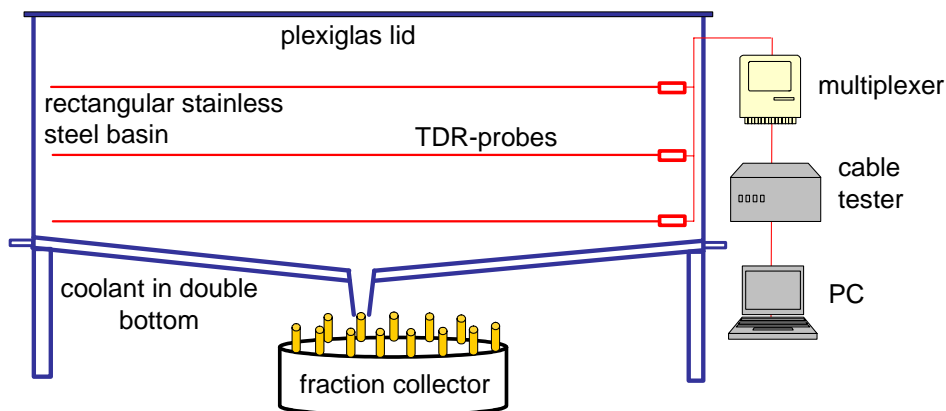 plexiglas lid
rectangular stainless
steel basin
TDR-probes
multiplexer
cable
tester
coolant in double
bottom
PC
fraction collector